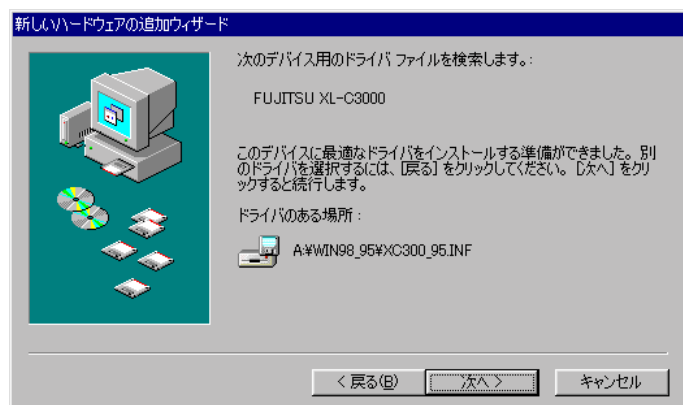 新しいハードウェアの追加ウィザード
次のデバイス用のドライバ ファイルを検索します。:
FUJITSU XL-C3000
このデバイスに最適なドライバをインストールする準備ができました。別
のドライバを選択するには、[戻る] をクリックしてください。[次へ] をクリ
ックすると続行します。
ドライバのある場所:
A:¥WIN98_95¥XC300_95.INF
< 戻る(B)
次へ >
キャンセル